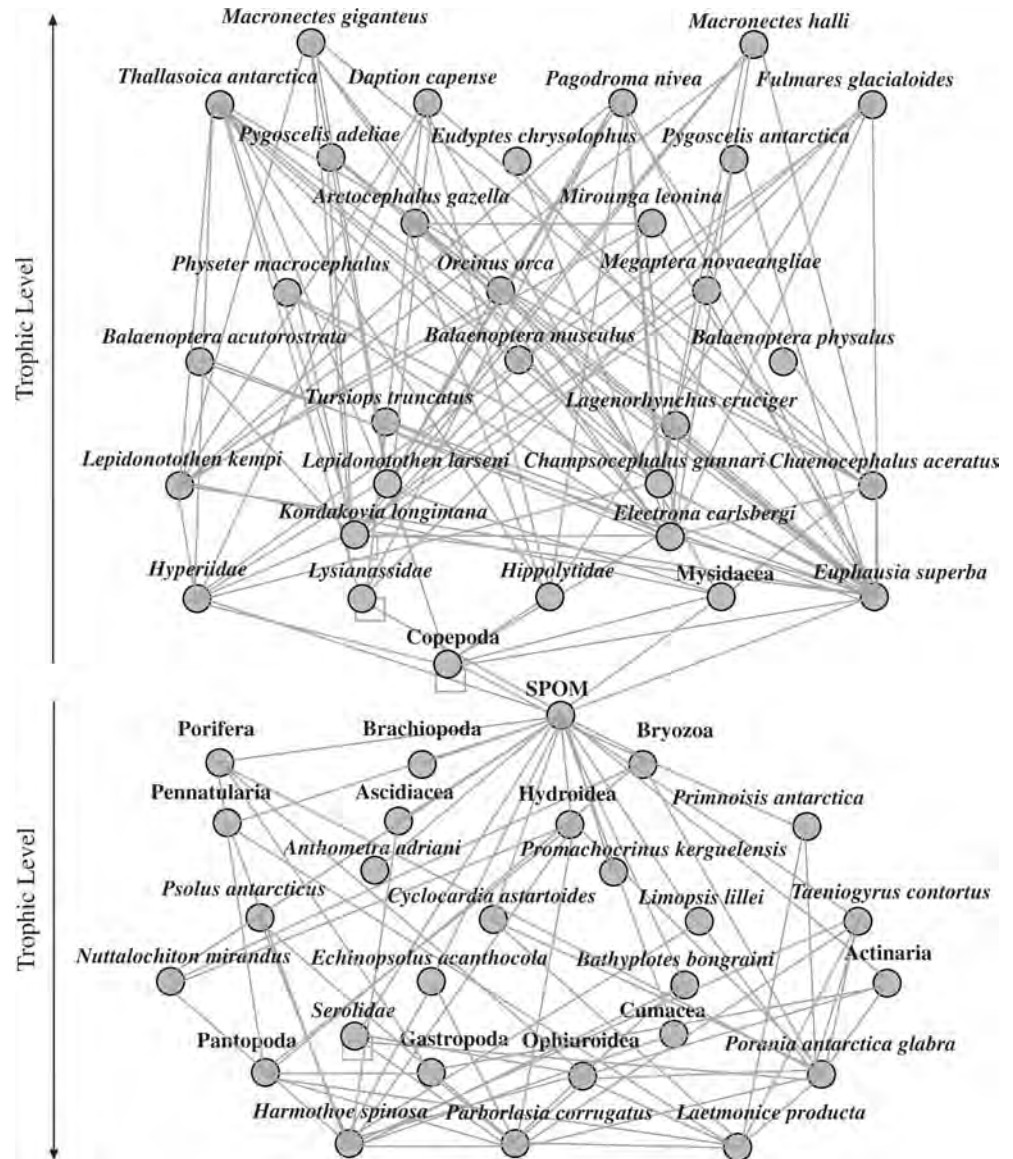 Macronectes giganteus
Macronectes halli
Thallasoica antarctica
Daption capense
Pagodroma nivea
Fulmares glacialoides
Pygoscelis adeliae
Eudyptes chrysolophus
Pygoscelis antarctica
Arctocephalus gazella
Mirounga leonina
Physeter macrocephalus
Orcinus orca
Megaptera novaeangliae
Balaenoptera acutorostrata
Balaenoptera musculus
Balaenoptera physalus
Tursiops truncatus
Lagenorhynchus cruciger
Lepidonotothen kempi
Lepidonotothen larseni
Champsocephalus gunnari
Chaenocephalus aceratus
Kondakovia longimana
Electrona carlsbergi
Hyperiidae
Lysianassidae
Hippolytidae
Mysidacea
Euphausia superba
Copepoda
Trophic Level
SPOM
Porifera
Brachiopoda
Bryozoa
Pennatularia
Ascidiacea
Hydroidea
Primnoisis antarctica
Anthometra adriani
Promachocrinus kerguelensis
Psolus antarcticus
Cyclocardia astartoides
Limopsis lillei
Taeniogyrus contortus
Nuttalochiton mirandus
Echinopsolus acanthocola
Bathyplotes bongraini
Actinaria
Serolidae
Cumacea
Pantopoda
Gastropoda
Ophiuroidea
Porania antarctica glabra
Harmothoe spinosa
Parborlasia corrugatus
Laetmonice producta
Trophic Level